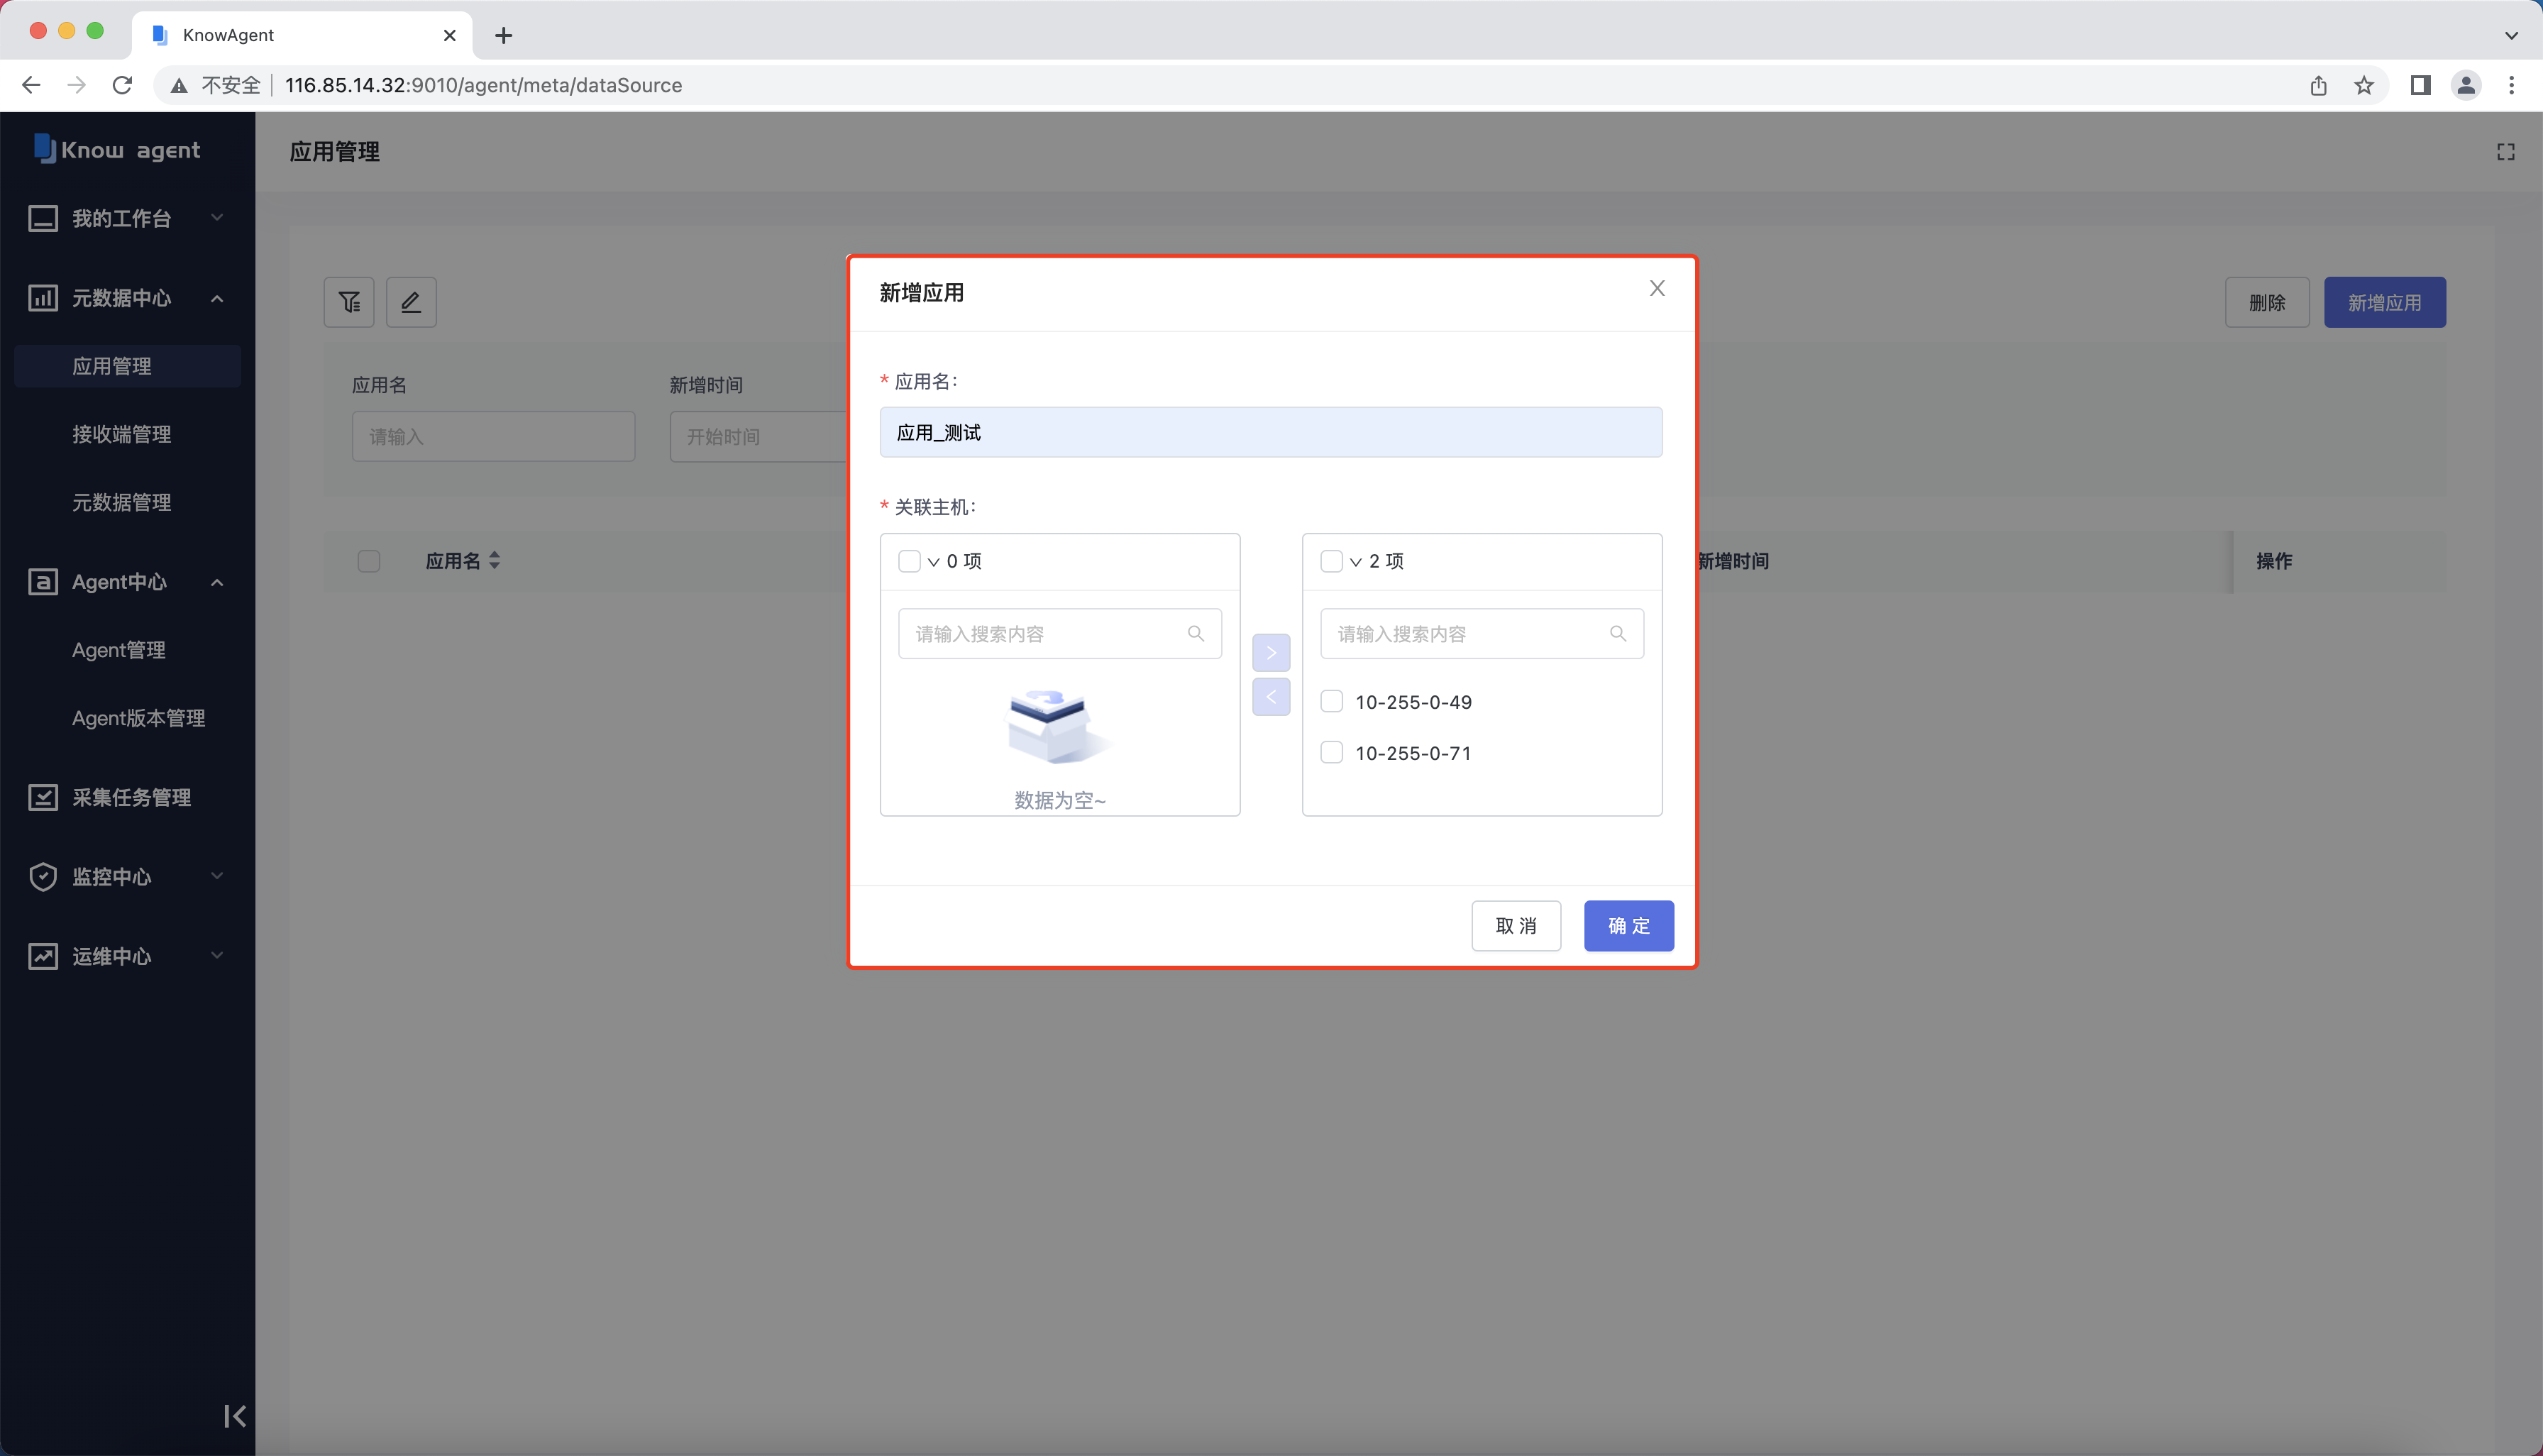 KnowAgent
不安全 116.85.14.32:9010/agent/meta/dataSource
Know agent
我的工作台
元数据中心
应用管理
接收端管理
元数据管理
Agent中心
Agent管理
Agent版本管理
采集任务管理
监控中心
运维中心
应用管理
删除
新增应用
应用名
新增时间
请输入
开始时间
应用名
新增时间
操作
新增应用
* 应用名:
应用_测试
* 关联主机:
0 项
请输入搜索内容
数据为空~
2 项
请输入搜索内容
10-255-0-49
10-255-0-71
取 消
确 定